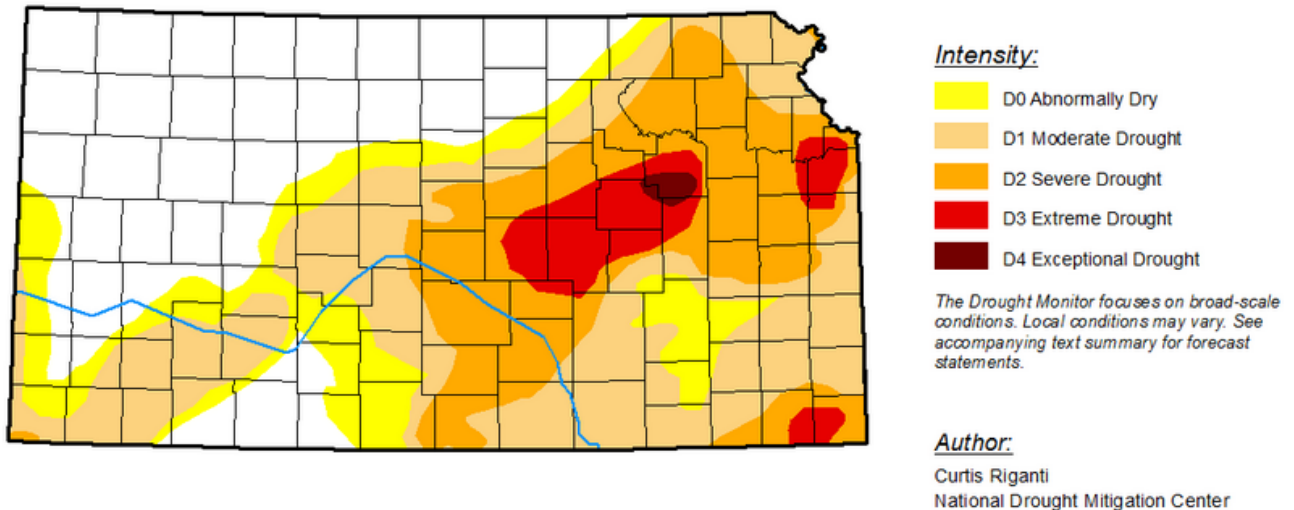 Intensity:
D0 Abnormally Dry
D1 Moderate Drought
D2 Severe Drought
D3 Extreme Drought
D4 Exceptional Drought
The Drought Monitor focuses on broad-scale
conditions. Local conditions may vary. See
accompanying text summary for forecast
statements.
Author:
Curtis Riganti
National Drought Mitigation Center